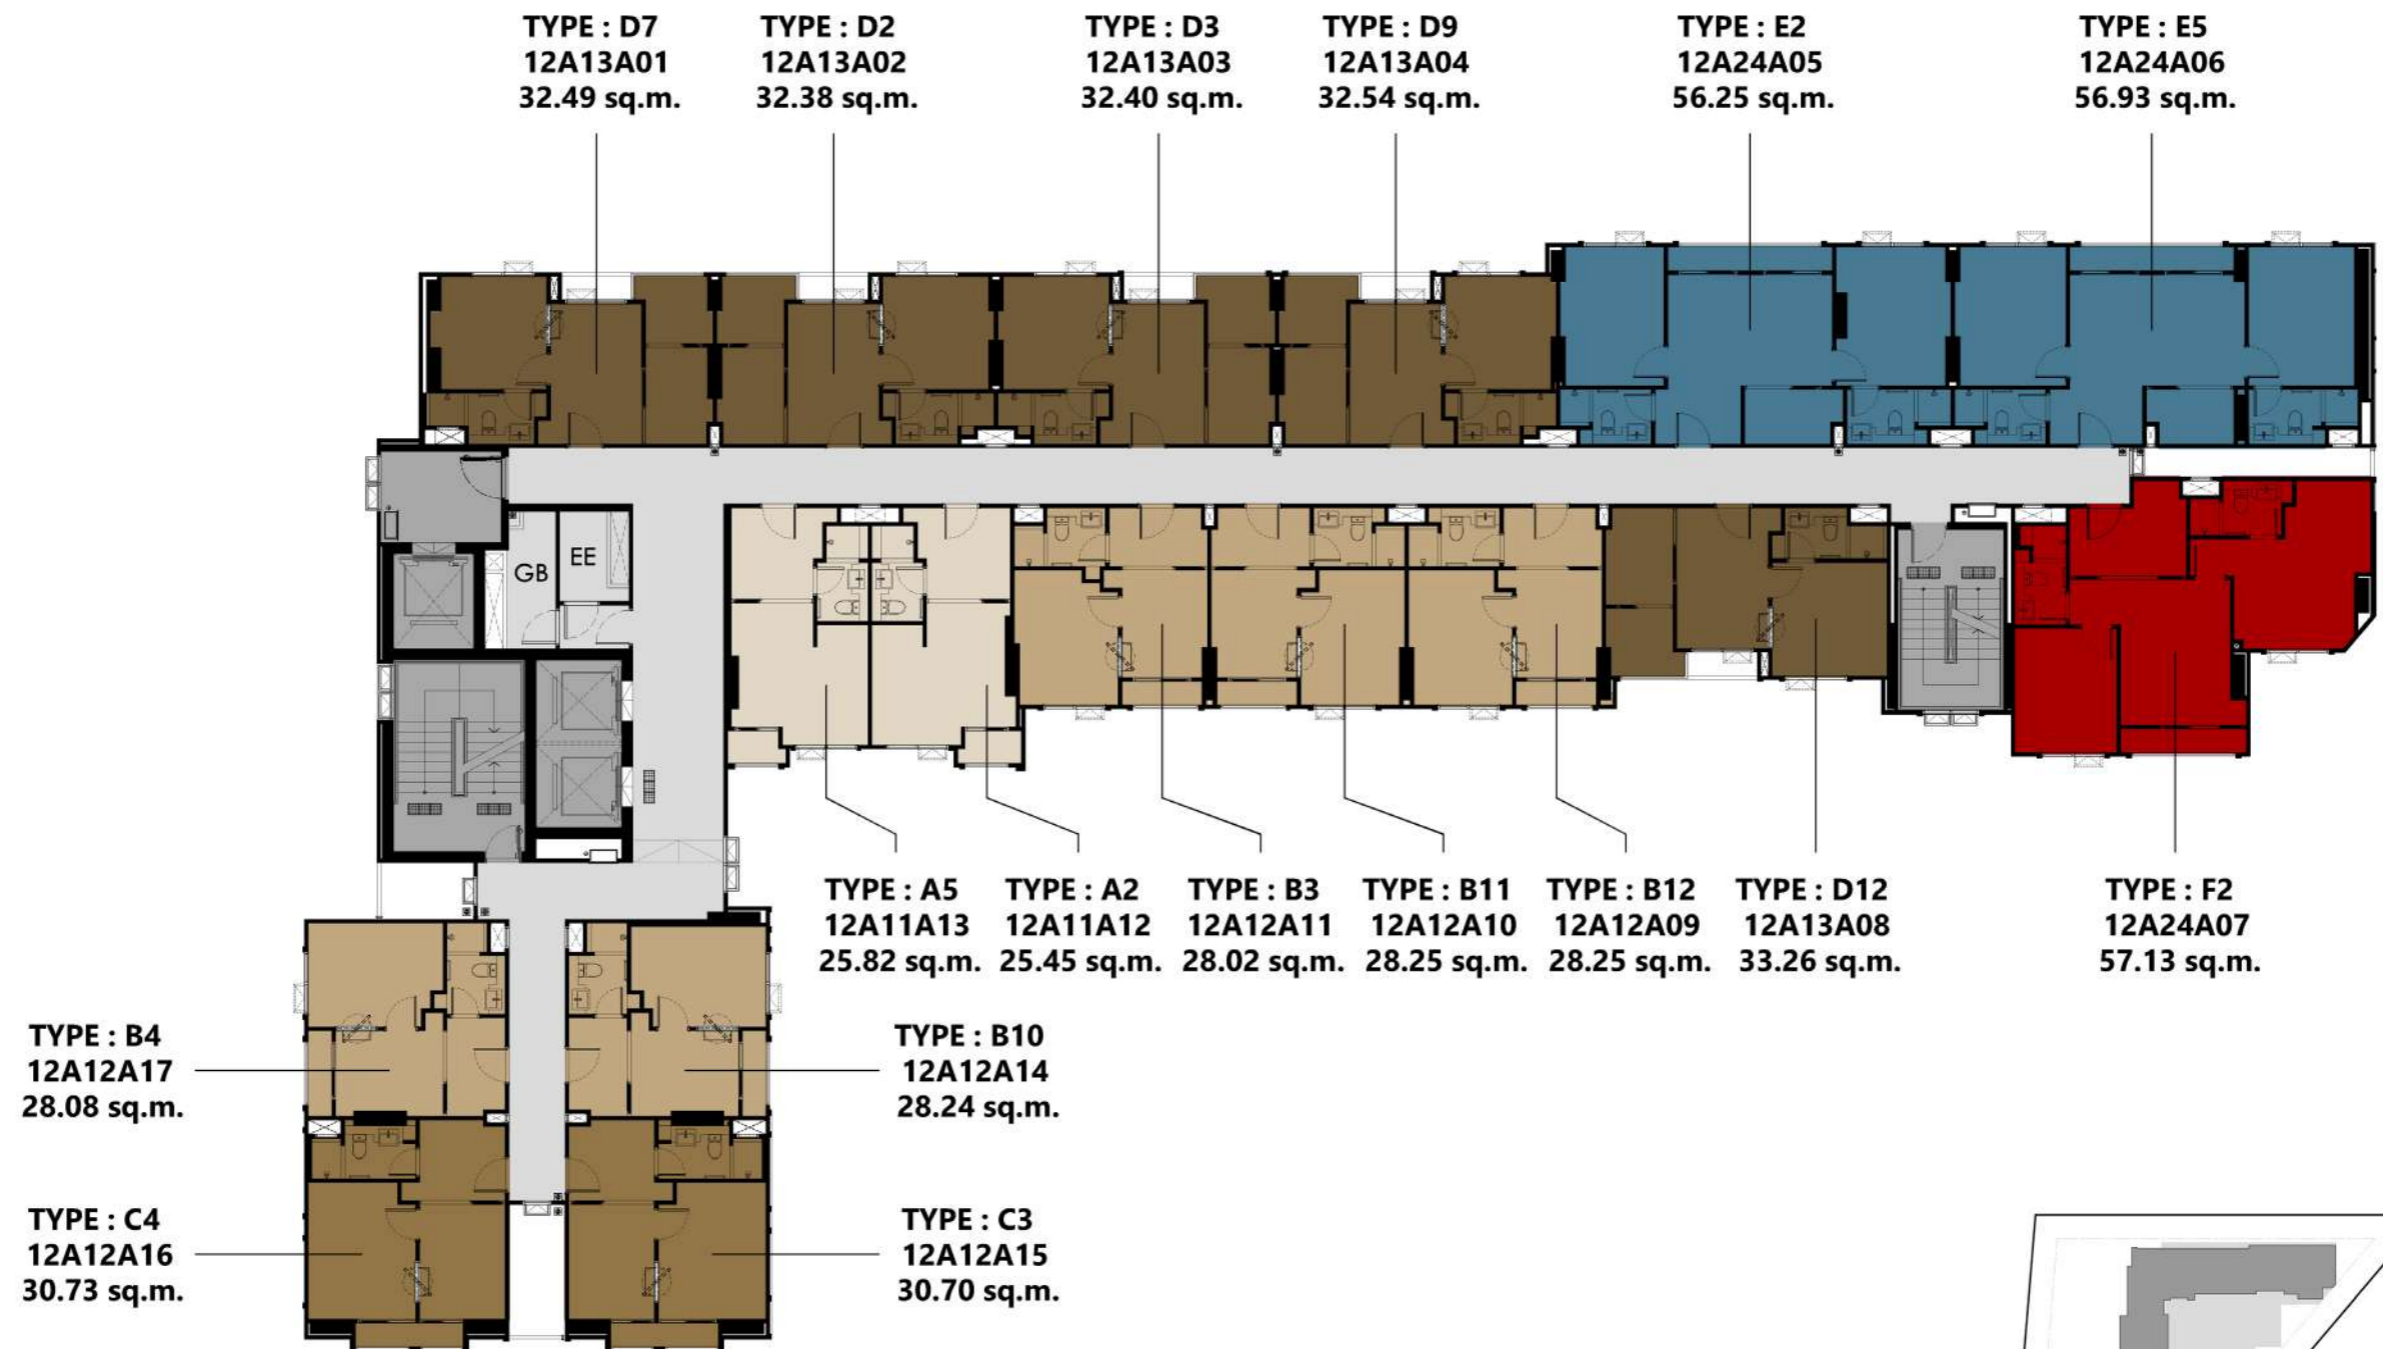 TYPE : D7
12A13A01
32.49 sq.m.
TYPE : D2
12A13A02
32.38 sq.m.
TYPE : D3
12A13A03
32.40 sq.m.
TYPE : D9
12A13A04
32.54 sq.m.
TYPE : E2
12A24A05
56.25 sq.m.
TYPE : E5
12A24A06
56.93 sq.m.
GB
EE
TYPE : A5
12A11A13
25.82 sq.m.
TYPE : A2
12A11A12
25.45 sq.m.
TYPE : B3
12A12A11
28.02 sq.m.
TYPE : B11
12A12A10
28.25 sq.m.
TYPE : B12
12A12A09
28.25 sq.m.
TYPE : D12
12A13A08
33.26 sq.m.
TYPE : F2
12A24A07
57.13 sq.m.
TYPE : B4
12A12A17
28.08 sq.m.
TYPE : B10
12A12A14
28.24 sq.m.
TYPE : C4
12A12A16
30.73 sq.m.
TYPE : C3
12A12A15
30.70 sq.m.